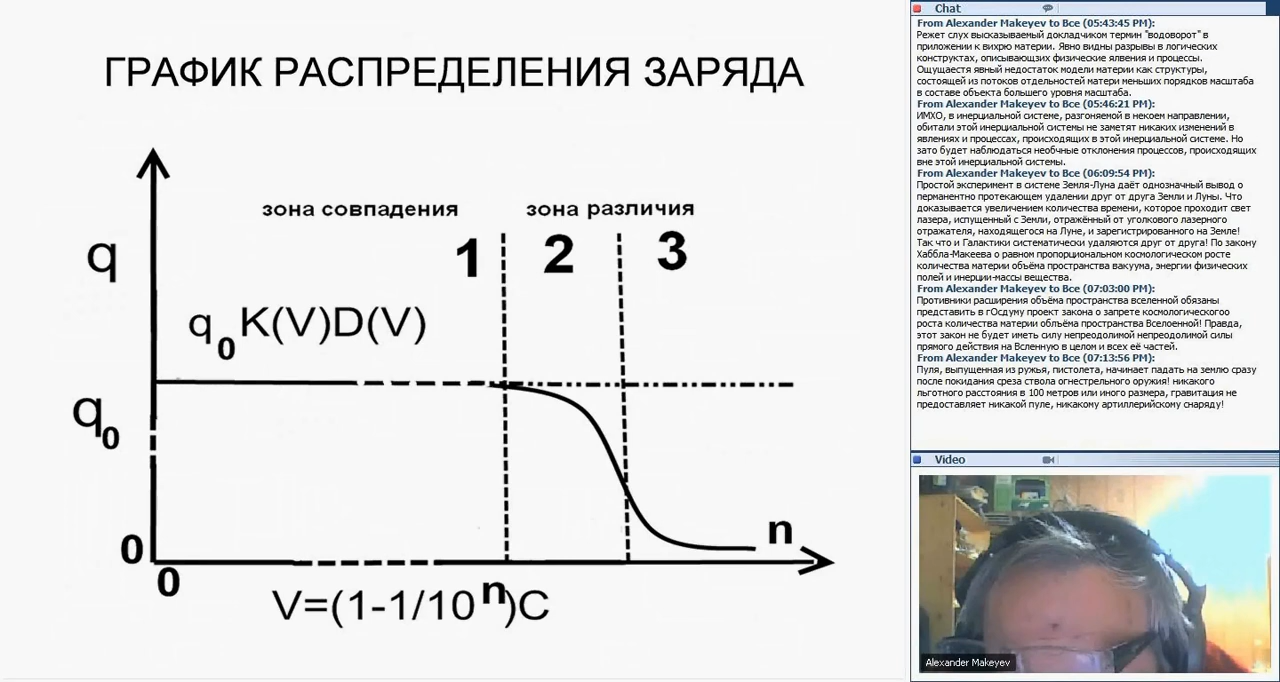 ГРАФИК РАСПРЕДЕЛЕНИЯ ЗАРЯДА
зона совпадения
зона различия
q
1
2
3
q0K(V)D(V)
q0
n
0
0
V=(1-1/10ⁿ)C
Chat
From Alexander Makeyev to Все (05:43:45 PM):
Режет слух высказываемый докладчиком термин "водоворот" в
приложении к вихрю материи. Явно видны разрывы в логических
конструктах, описывающзих физические ялвения и процессы.
Ощущаестя явный недостаток модели материи как структуры,
состоящей из потоков отдельностей натери меньших порядков масштаба
в составе объекта большего уровня масштаба.
From Alexander Makeyev to Все (05:46:21 PM):
ИМХО, в инерциальной системе, разгоняемой в некоем направлении,
обитали этой инерциальной системы не заметят никаких изменений в
явлениях и процессах, происходящих в этой инерциальной системе. Но
зато будет наблюдаться необчные отклонения процессов, происходящих
вне этой инерциальной системы.
From Alexander Makeyev to Все (06:09:54 PM):
Простой эксперимент в системе Земля-Луна даёт однозначный вывод о
перманентно протекающем удалении друг от друга Земли и Луны. Что
доказывается увеличением количества времени, которое проходит свет
лазера, испущенный с Земли, отражённый от уголкового лазерного
отражателя, находящегося на Луне, и зарегистрированного на Земле!
Так что и Галактики систематически удаляются друг от друга! По закону
Хаббла-Макеева о равном пропорциональном космологическом росте
количества материи объёма пространства вакуума, энергии физических
полей и инерции-массы вещества.
From Alexander Makeyev to Все (07:03:00 PM):
Противники расширения объёма пространства вселенной обязаны
представить в гОсдуму проект закона о запрете космологическогоо
роста количества материи облъёма пространства Вселоенной! Правда,
этот закон не будет иметь силу непреодолимой непреодолимой силы
прямого действия на Всленную в целом и всех её частей.
From Alexander Makeyev to Все (07:13:56 PM):
Пуля, выпущенная из ружья, пистолета, начинает падать на землю сразу
после покидания среза ствола огнестрельного оружия! никакого
льготного расстояния в 100 метров или иного размера, гравитация не
предоставляет никакой пуле, никакому артиллерийскому снаряду!
Video
Alexander Makeyev